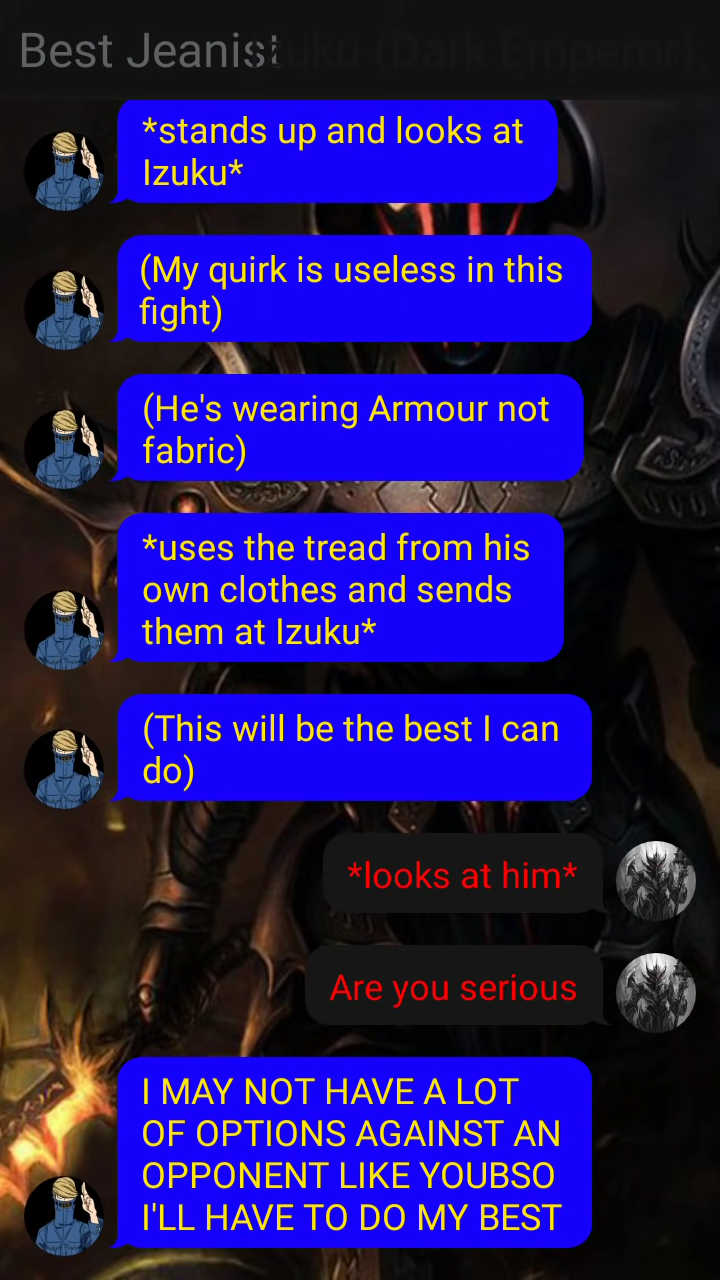 Best Jeanist
Izuku (Dark Emperor)
*stands up and looks at
Izuku*
(My quirk is useless in this
fight)
(He's wearing Armour not
fabric)
*uses the tread from his
own clothes and sends
them at Izuku*
(This will be the best I can
do)
*looks at him*
Are you serious
I MAY NOT HAVE A LOT
OF OPTIONS AGAINST AN
OPPONENT LIKE YOUBSO
I'LL HAVE TO DO MY BEST